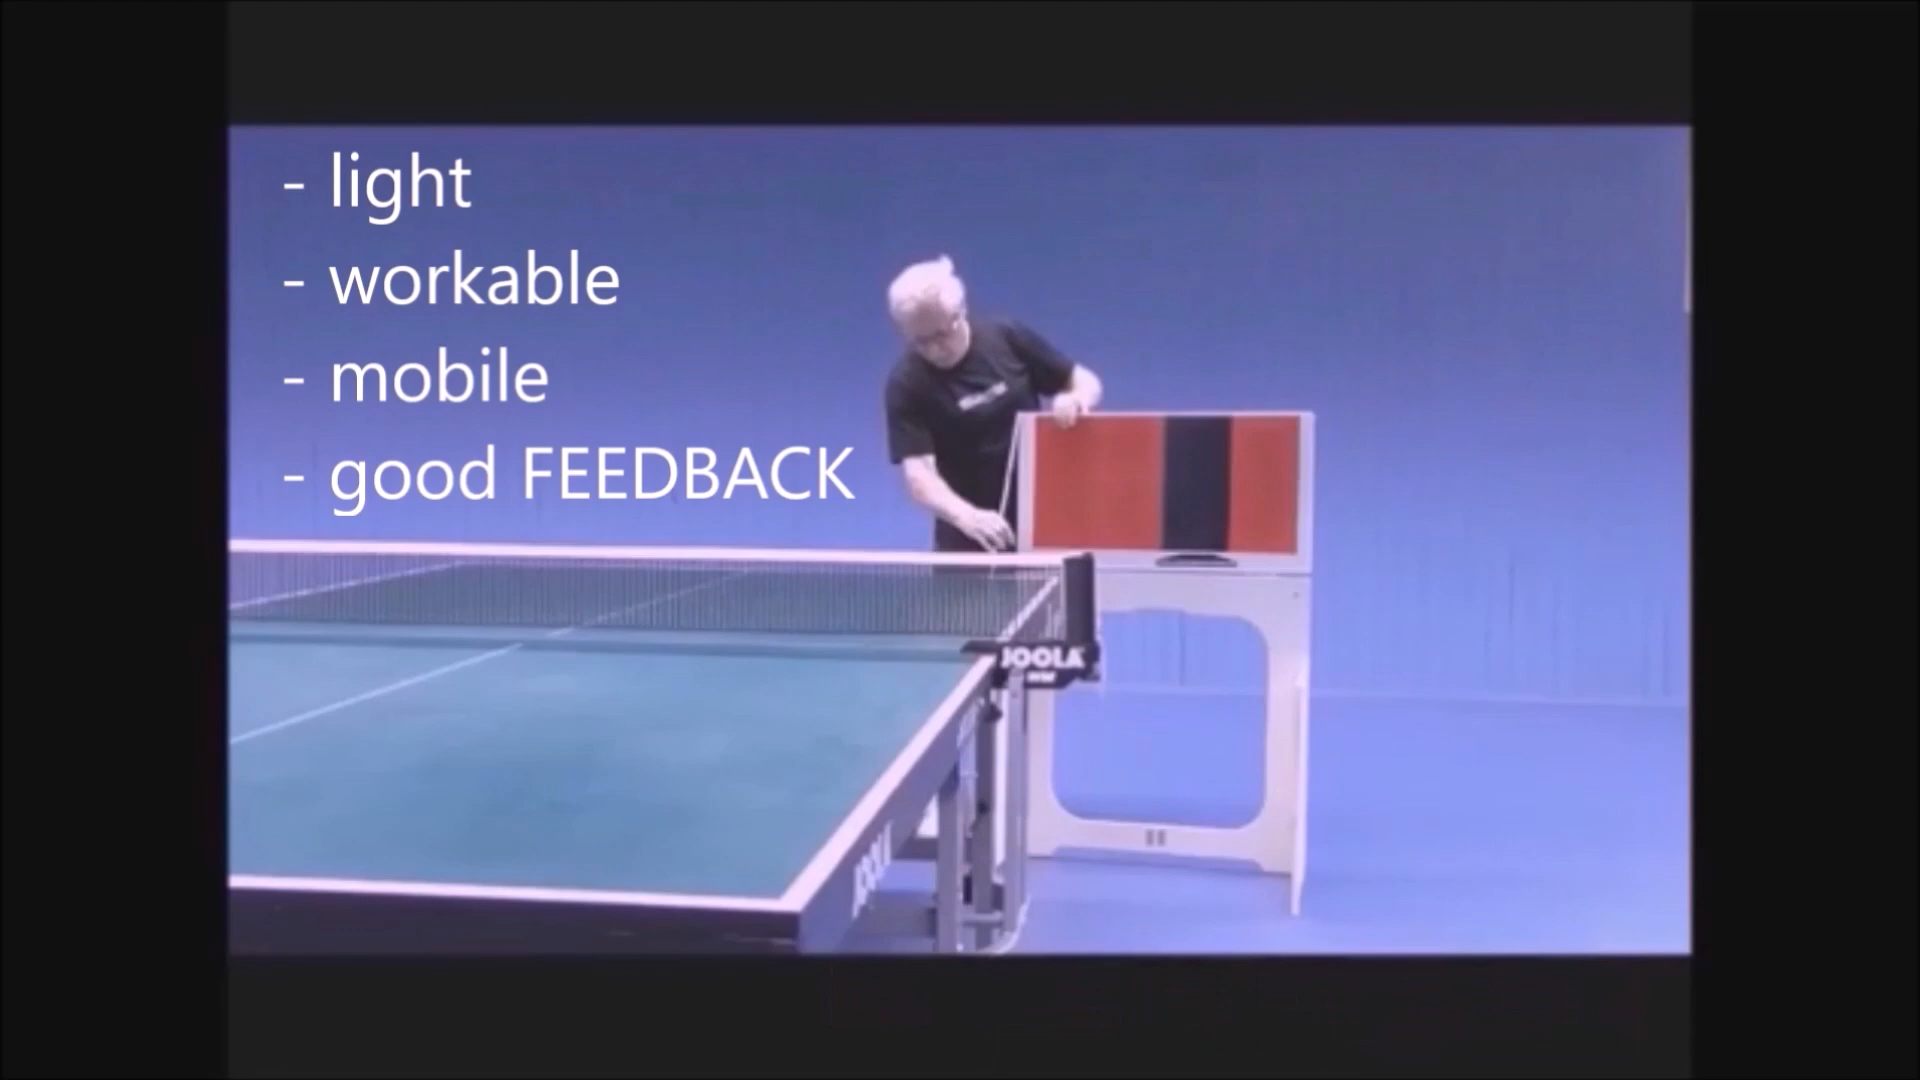 - light
- workable
- mobile
- good FEEDBACK
JOOLA